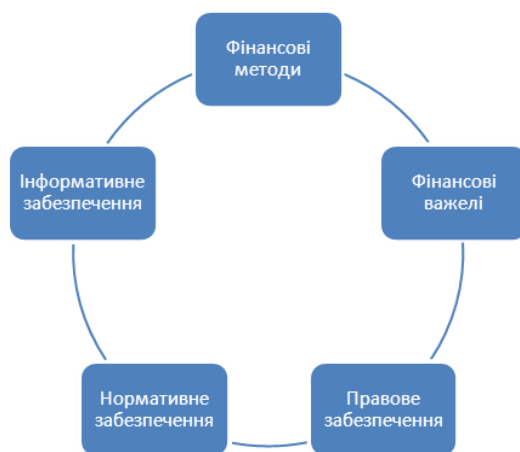 Фінансові
методи
Фінансові
важелі
Правове
забезпечення
Нормативне
забезпечення
Інформативне
забезпечення